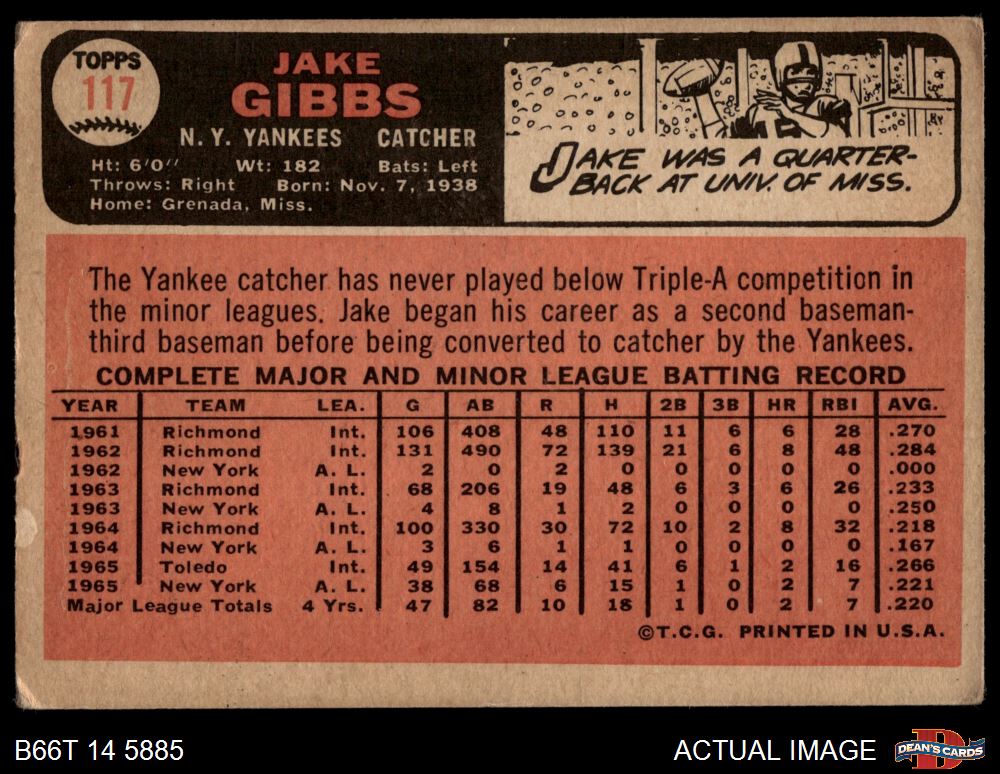 TOPPS
117
JAKE
GIBBS
N. Y. YANKEES CATCHER
Ht: 6'0" Wt: 182 Bats: Left
Throws: Right Born: Nov. 7, 1938
Home: Grenada, Miss.
JAKE WAS A QUARTER-
BACK AT UNIV. OF MISS.
The Yankee catcher has never played below Triple-A competition in
the minor leagues. Jake began his career as a second baseman-
third baseman before being converted to catcher by the Yankees.
COMPLETE MAJOR AND MINOR LEAGUE BATTING RECORD
YEAR TEAM LEA. G AB R H 2B 3B HR RBI AVG.
1961 Richmond Int. 106 408 48 110 11 6 6 28 .270
1962 Richmond Int. 131 490 72 139 21 6 8 48 .284
1962 New York A. L. 2 0 2 0 0 0 0 0 .000
1963 Richmond Int. 68 206 19 48 6 3 6 26 .233
1963 New York A. L. 4 8 1 2 0 0 0 0 .250
1964 Richmond Int. 100 330 30 72 10 2 8 32 .218
1964 New York A. L. 3 6 1 1 0 0 0 0 .167
1965 Toledo Int. 49 154 14 41 6 1 2 16 .266
1965 New York A. L. 38 68 6 15 1 0 2 7 .221
Major League Totals 4 Yrs. 47 82 10 18 1 0 2 7 .220
©T.C.G. PRINTED IN U.S.A.
B66T 14 5885
ACTUAL IMAGE
DEAN'S CARDS